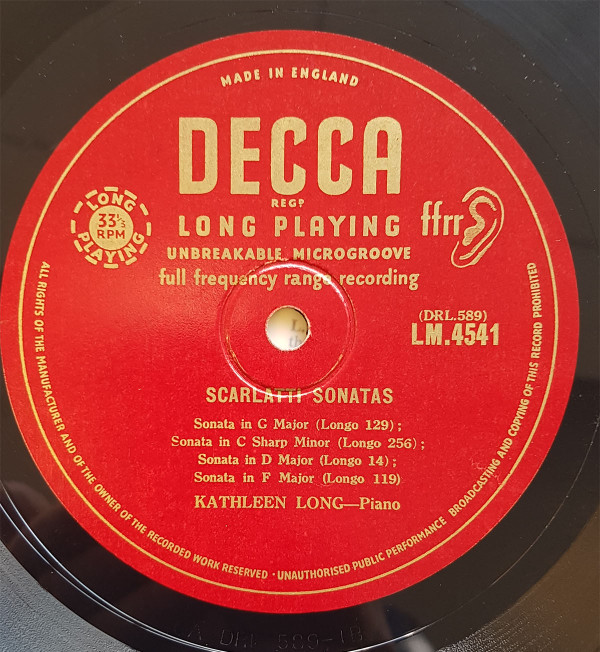 MADE IN ENGLAND
DECCA
REGD
LONG PLAYING
UNBREAKABLE MICROGROOVE
full frequency range recording
LONG
33⅓
RPM
PLAYING
ffrr
(DRL.589)
LM.4541
SCARLATTI SONATAS
Sonata in G Major (Longo 129) ;
Sonata in C Sharp Minor (Longo 256) ;
Sonata in D Major (Longo 14) ;
Sonata in F Major (Longo 119)
KATHLEEN LONG—Piano
ALL RIGHTS OF THE MANUFACTURER AND OF THE OWNER OF THE RECORDED WORK RESERVED · UNAUTHORISED PUBLIC PERFORMANCE BROADCASTING AND COPYING OF THIS RECORD PROHIBITED